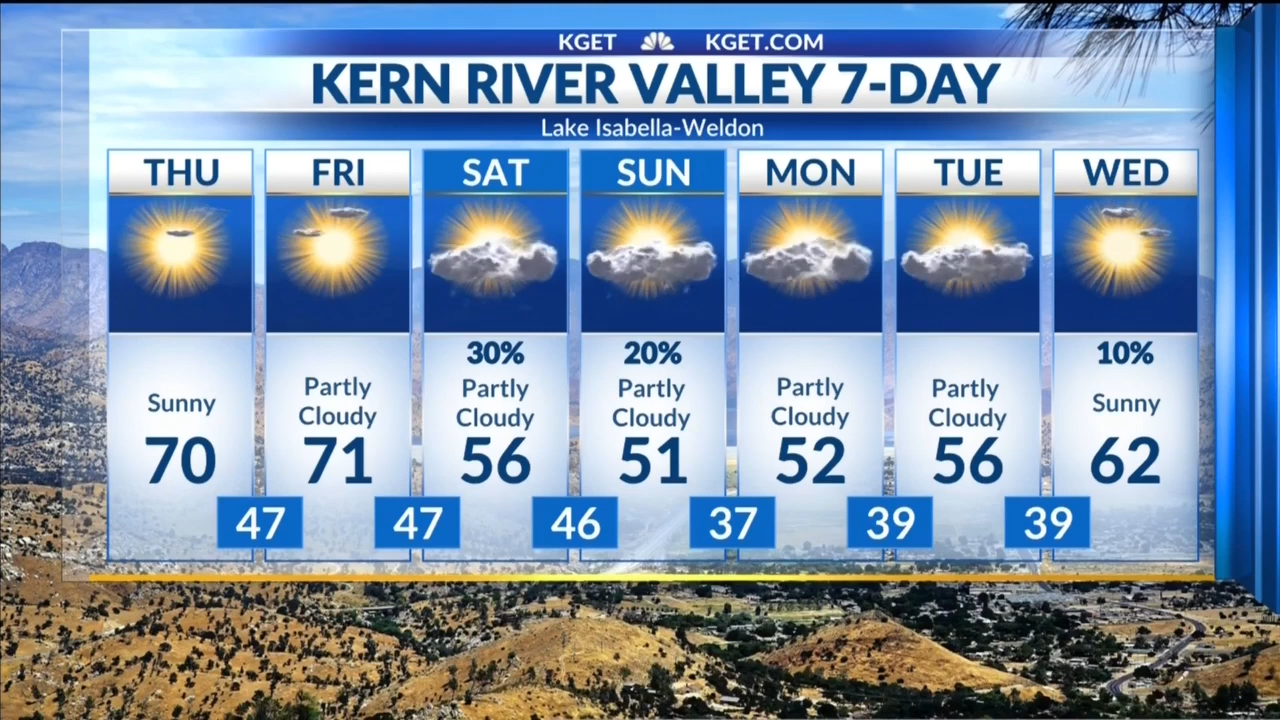 KGET KGET.COM
KERN RIVER VALLEY 7-DAY
Lake Isabella-Weldon
THU FRI SAT SUN MON TUE WED
30% 20% 10%
Sunny Partly Cloudy Partly Cloudy Partly Cloudy Partly Cloudy Partly Cloudy Sunny
70 71 56 51 52 56 62
47 47 46 37 39 39